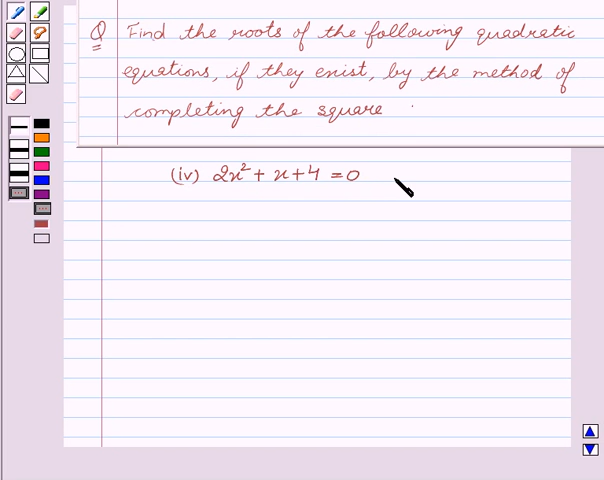 Q Find the roots of the following quadratic
equations, if they exist, by the method of
completing the square
(iv) 2x² + x + 4 = 0